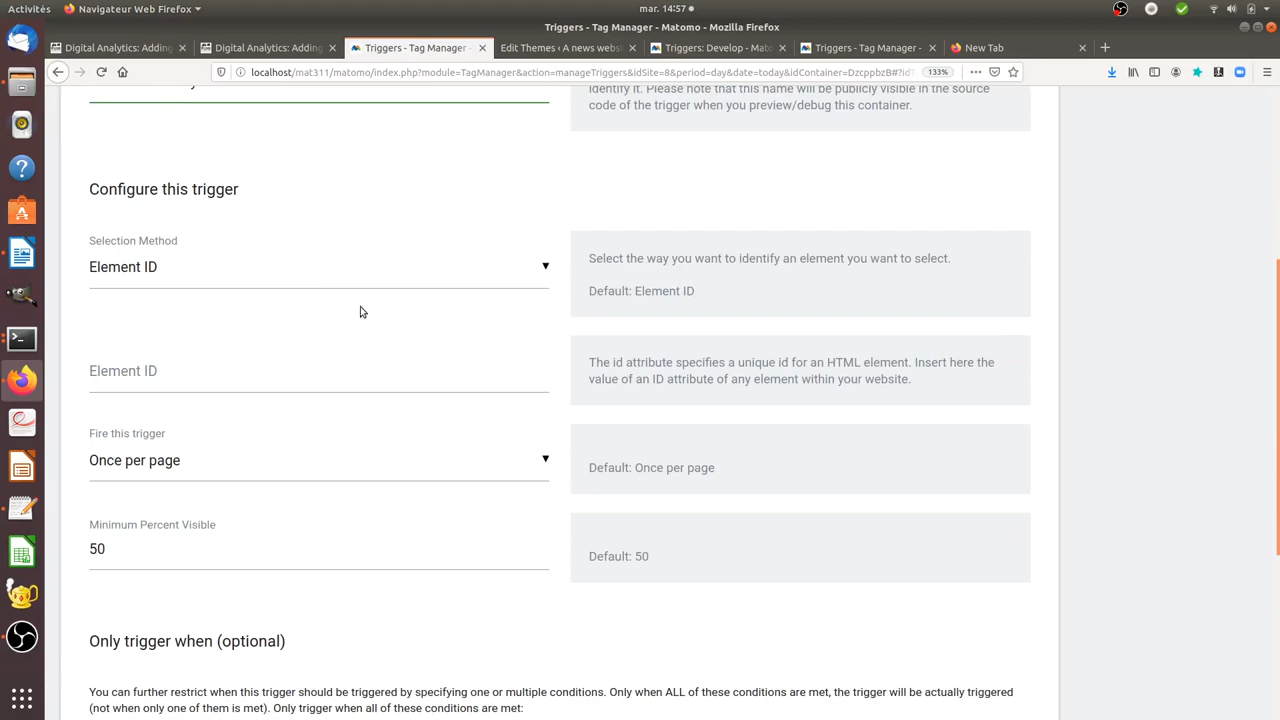 Activités
Navigateur Web Firefox
mar. 14:57
Triggers - Tag Manager - Matomo - Mozilla Firefox
Digital Analytics: Adding
Digital Analytics: Adding
Triggers - Tag Manager -
Edit Themes ‹ A news websi
Triggers: Develop - Mato
Triggers - Tag Manager -
New Tab
localhost/mat311/matomo/index.php?module=TagManager&action=manageTriggers&idSite=8&period=day&date=today&idContainer=DzcppbzB#?idT
133%
identify it. Please note that this name will be publicly visible in the source
code of the trigger when you preview/debug this container.
Configure this trigger
Selection Method
Element ID
Select the way you want to identify an element you want to select.
Default: Element ID
Element ID
The id attribute specifies a unique id for an HTML element. Insert here the
value of an ID attribute of any element within your website.
Fire this trigger
Once per page
Default: Once per page
Minimum Percent Visible
50
Default: 50
Only trigger when (optional)
You can further restrict when this trigger should be triggered by specifying one or multiple conditions. Only when ALL of these conditions are met, the trigger will be actually triggered
(not when only one of them is met). Only trigger when all of these conditions are met: